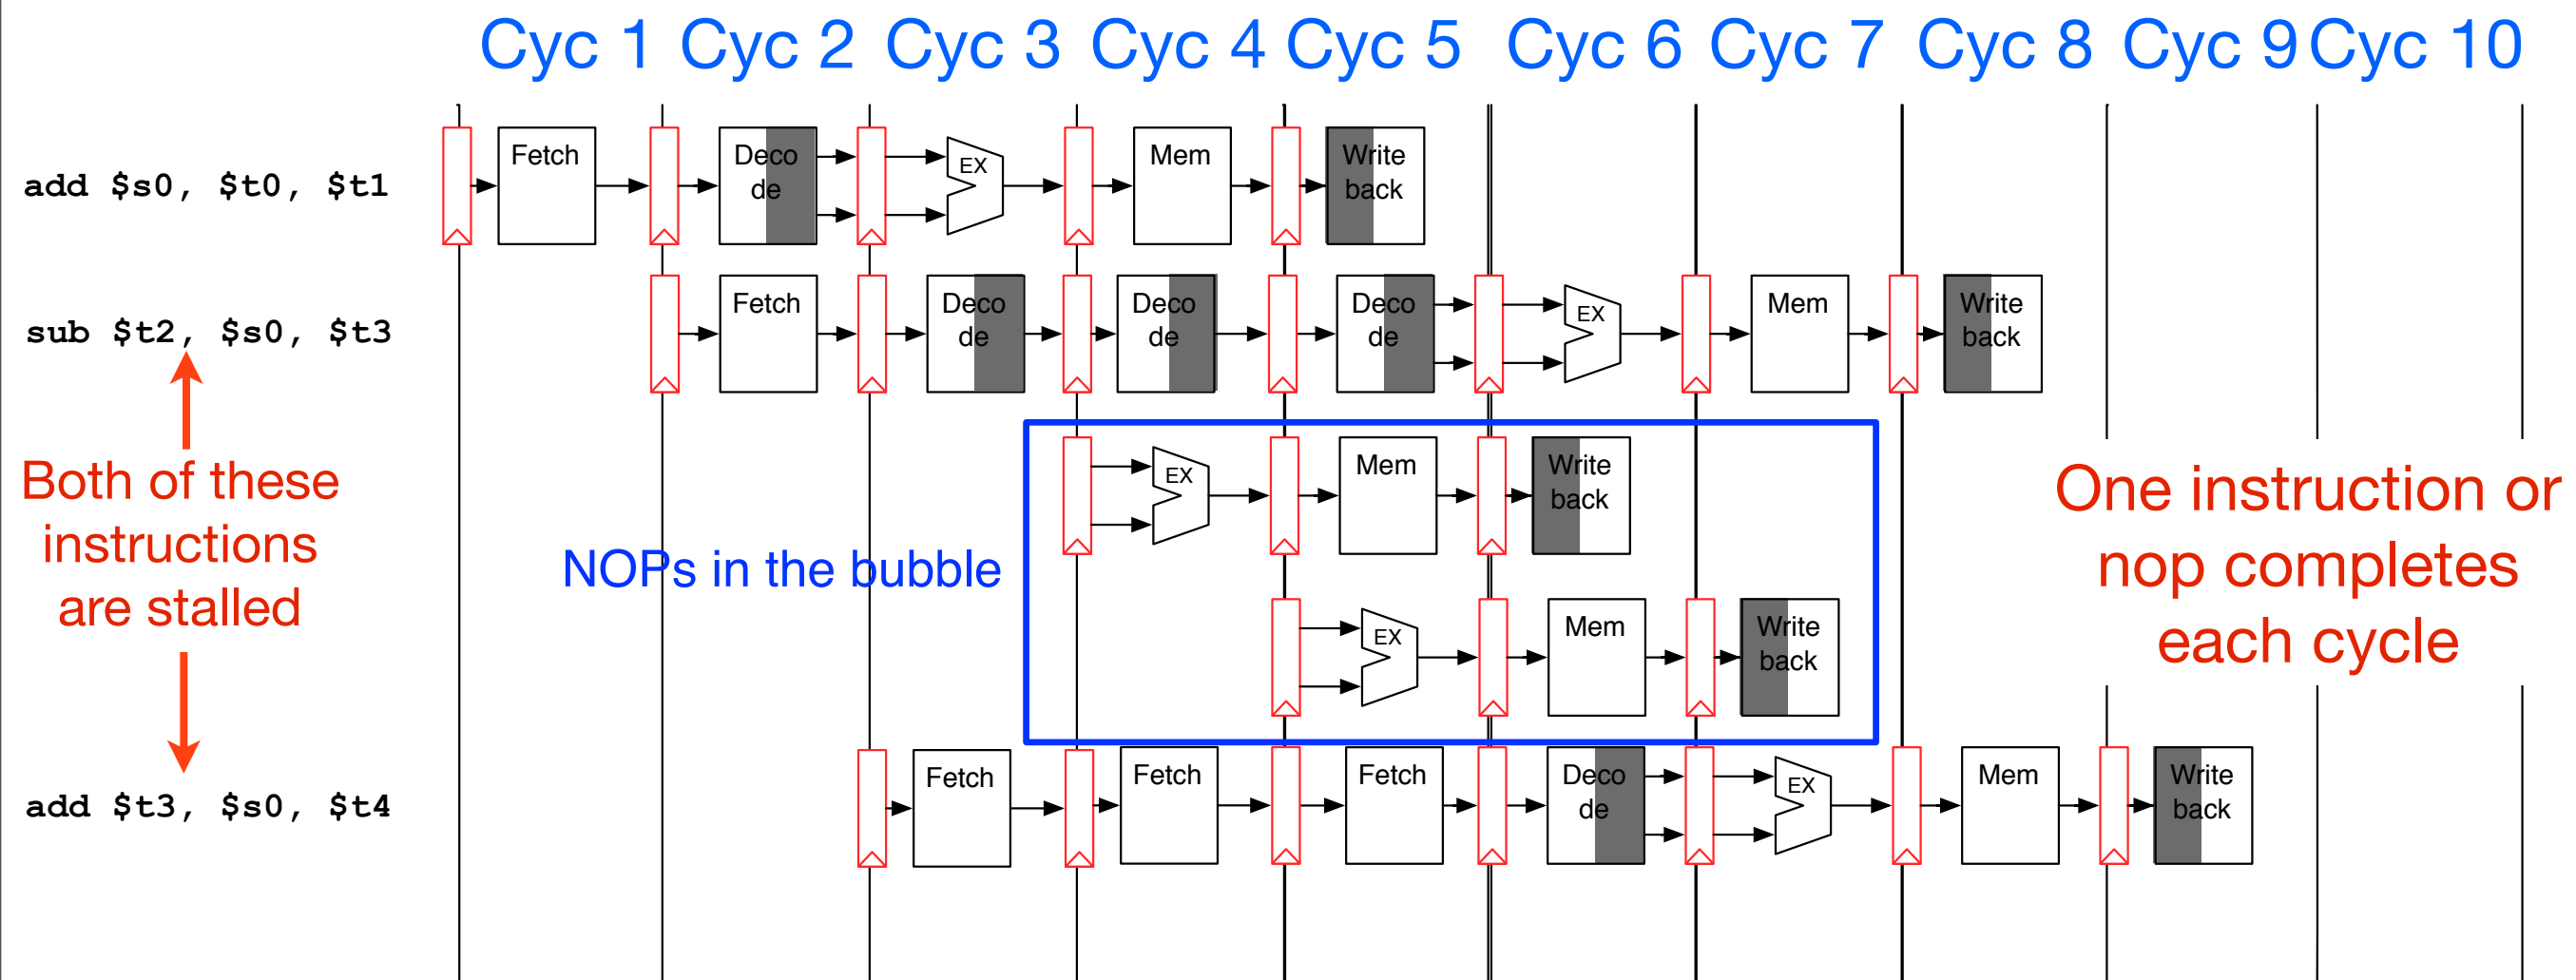 Cyc 1 Cyc 2 Cyc 3 Cyc 4 Cyc 5 Cyc 6 Cyc 7 Cyc 8 Cyc 9 Cyc 10
add $s0, $t0, $t1
Fetch
Deco
de
EX
Mem
Write
back
sub $t2, $s0, $t3
Fetch
Deco
de
Deco
de
Deco
de
EX
Mem
Write
back
Both of these
instructions
are stalled
NOPs in the bubble
EX
Mem
Write
back
EX
Mem
Write
back
One instruction or
nop completes
each cycle
add $t3, $s0, $t4
Fetch
Fetch
Fetch
Deco
de
EX
Mem
Write
back